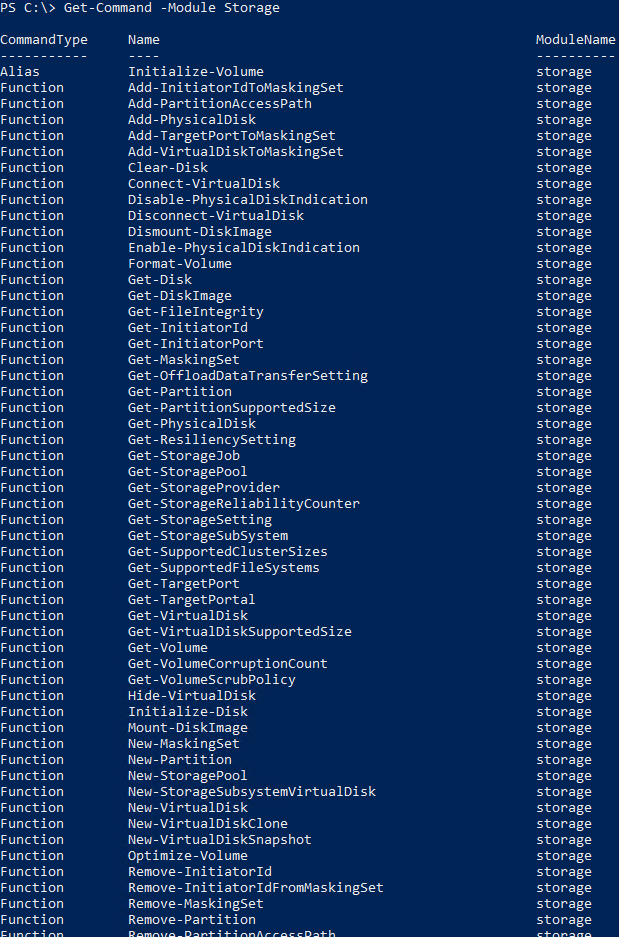 PS C:\> Get-Command -Module Storage
CommandType Name ModuleName
----------- ---- ----------
Alias Initialize-Volume storage
Function Add-InitiatorIdToMaskingSet storage
Function Add-PartitionAccessPath storage
Function Add-PhysicalDisk storage
Function Add-TargetPortToMaskingSet storage
Function Add-VirtualDiskToMaskingSet storage
Function Clear-Disk storage
Function Connect-VirtualDisk storage
Function Disable-PhysicalDiskIndication storage
Function Disconnect-VirtualDisk storage
Function Dismount-DiskImage storage
Function Enable-PhysicalDiskIndication storage
Function Format-Volume storage
Function Get-Disk storage
Function Get-DiskImage storage
Function Get-FileIntegrity storage
Function Get-InitiatorId storage
Function Get-InitiatorPort storage
Function Get-MaskingSet storage
Function Get-OffloadDataTransferSetting storage
Function Get-Partition storage
Function Get-PartitionSupportedSize storage
Function Get-PhysicalDisk storage
Function Get-ResiliencySetting storage
Function Get-StorageJob storage
Function Get-StoragePool storage
Function Get-StorageProvider storage
Function Get-StorageReliabilityCounter storage
Function Get-StorageSetting storage
Function Get-StorageSubSystem storage
Function Get-SupportedClusterSizes storage
Function Get-SupportedFileSystems storage
Function Get-TargetPort storage
Function Get-TargetPortal storage
Function Get-VirtualDisk storage
Function Get-VirtualDiskSupportedSize storage
Function Get-Volume storage
Function Get-VolumeCorruptionCount storage
Function Get-VolumeScrubPolicy storage
Function Hide-VirtualDisk storage
Function Initialize-Disk storage
Function Mount-DiskImage storage
Function New-MaskingSet storage
Function New-Partition storage
Function New-StoragePool storage
Function New-StorageSubsystemVirtualDisk storage
Function New-VirtualDisk storage
Function New-VirtualDiskClone storage
Function New-VirtualDiskSnapshot storage
Function Optimize-Volume storage
Function Remove-InitiatorId storage
Function Remove-InitiatorIdFromMaskingSet storage
Function Remove-MaskingSet storage
Function Remove-Partition storage
Function Remove-PartitionAccessPath storage